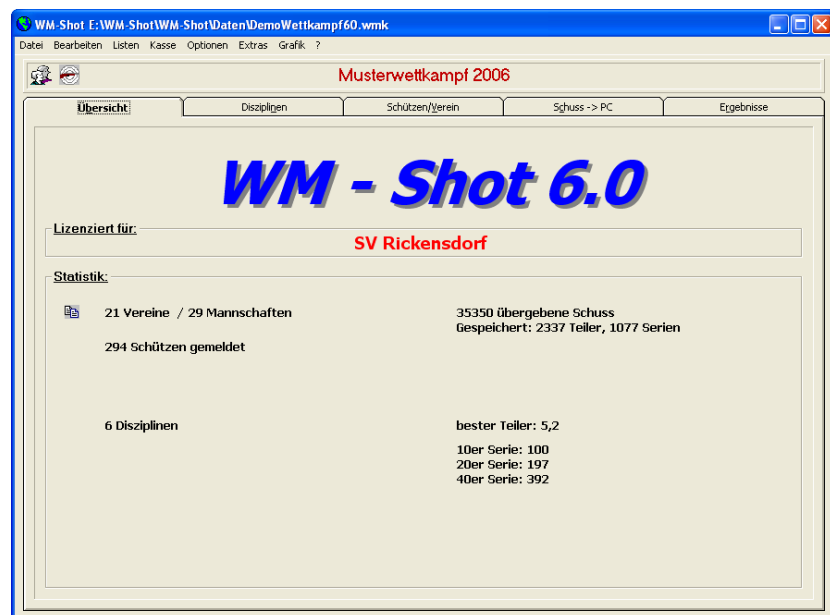 WM-Shot E:\WM-Shot\WM-Shot\Daten\DemoWettkampf60.wmk
Datei Bearbeiten Listen Kasse Optionen Extras Grafik ?
Musterwettkampf 2006
Übersicht Disziplinen Schützen/Verein Schuss -> PC Ergebnisse
WM - Shot 6.0
Lizenziert für:
SV Rickensdorf
Statistik:
21 Vereine / 29 Mannschaften
35350 übergebene Schuss
Gespeichert: 2337 Teiler, 1077 Serien
294 Schützen gemeldet
6 Disziplinen
bester Teiler: 5,2
10er Serie: 100
20er Serie: 197
40er Serie: 392